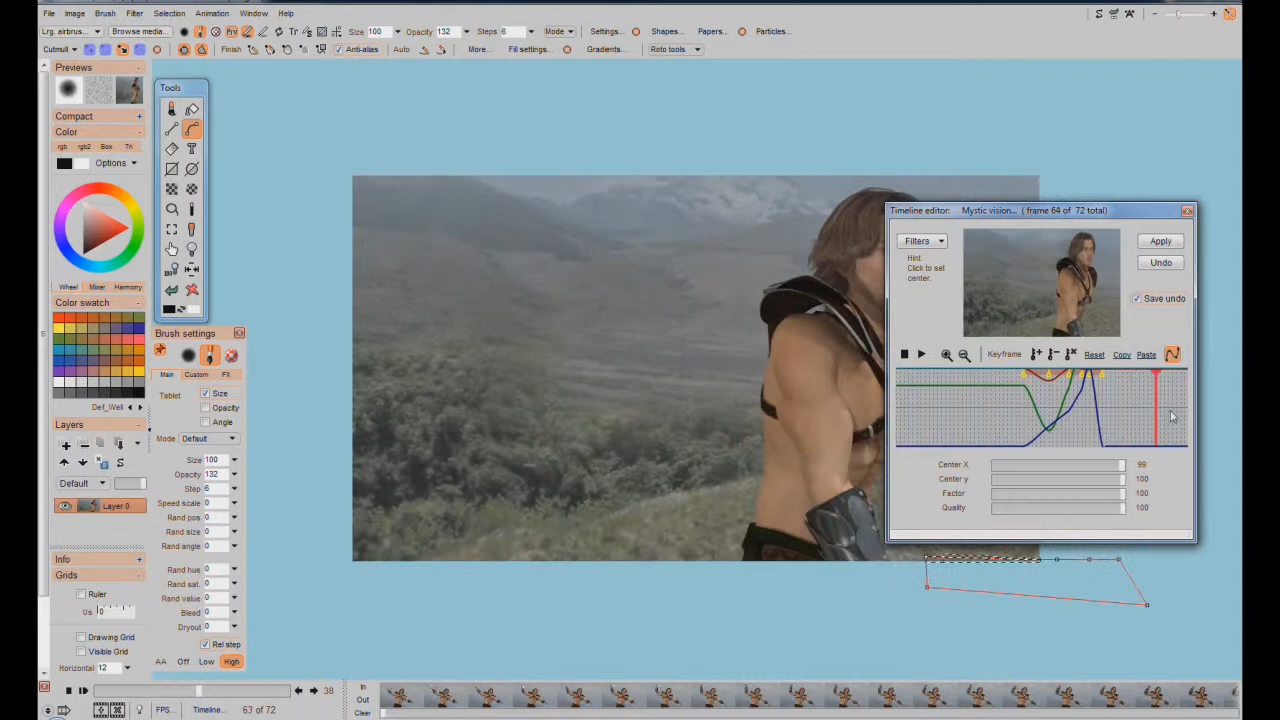 File Image Brush Filter Selection Animation Window Help
Lrg. airbrus... Browse media... Prv Tr Size 100 Opacity 132 Steps 6 Mode Settings... Shapes... Papers... Particles...
Cutmull Finish Anti-alias Auto More... Fill settings... Gradients... Roto tools
Previews -
Compact +
Color -
rgb rgb2 Box Tri
Options
Wheel Mixer Harmony
Color swatch -
Def_Well
Layers -
Default
Layer 0
Info +
Grids -
Ruler
Us 0
Drawing Grid
Visible Grid
Horizontal 12
Tools
T
Brush settings
Main Custom FX
Tablet Size
Opacity
Angle
Mode Default
Size 100
Opacity 132
Step 6
Speed scale 0
Rand pos 0
Rand size 0
Rand angle 0
Rand hue 0
Rand sat. 0
Rand value 0
Bleed 0
Dryout 0
Rel step
AA Off Low High
Timeline editor: Mystic vision... ( frame 64 of 72 total)
Filters
Hint:
Click to set
center.
Apply
Undo
Save undo
Keyframe Reset Copy Paste
Center X 99
Center y 100
Factor 100
Quality 100
38
In
Out
Clear
FPS... Timeline... 63 of 72